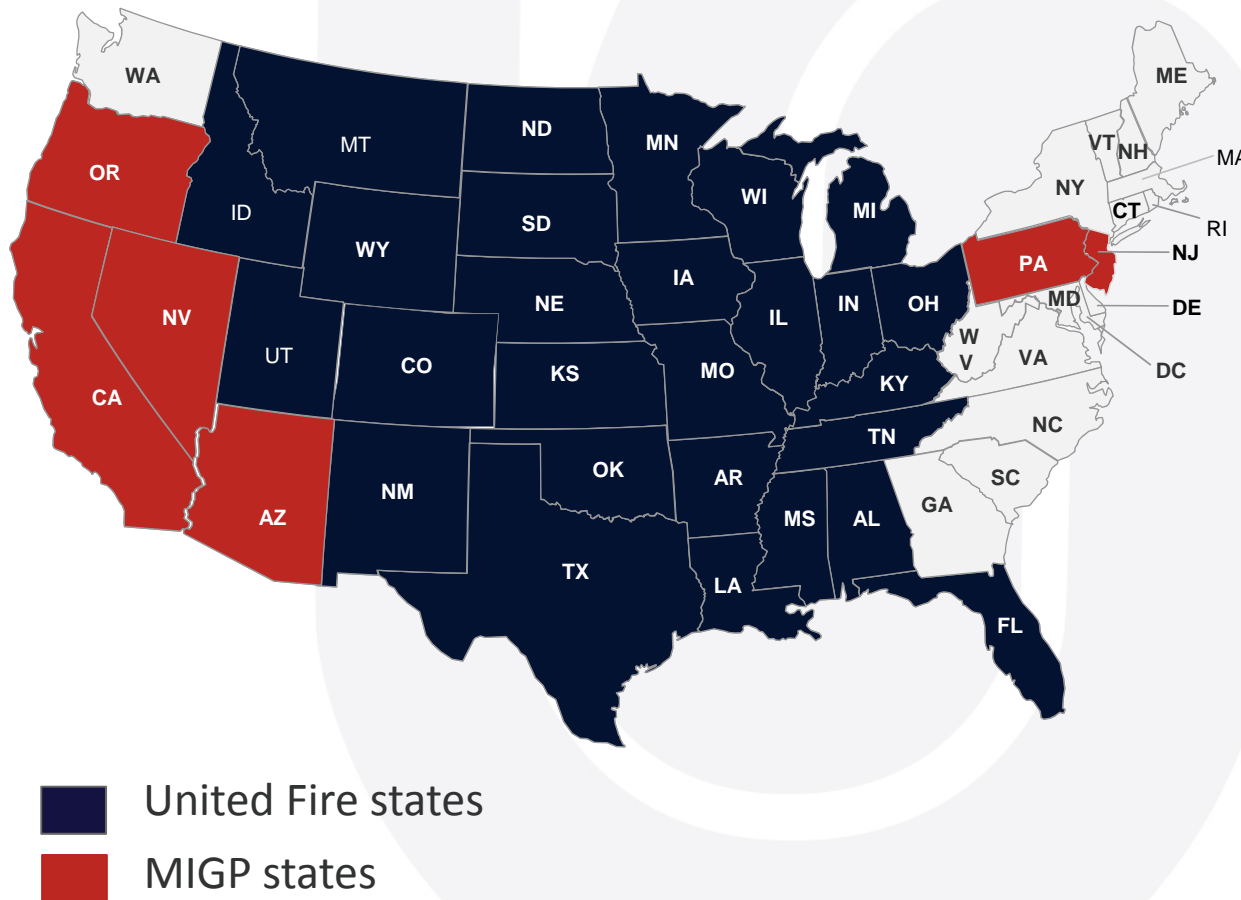 WA
ME
MT
ND
MN
VT
NH
MA
OR
NY
WI
MI
CT
ID
SD
RI
WY
NJ
PA
IA
MD
NE
IN
OH
DE
NV
IL
W
V
VA
UT
CO
KS
MO
DC
KY
CA
NC
TN
OK
AR
SC
NM
GA
AZ
MS
AL
TX
LA
FL
United Fire states
MIGP states